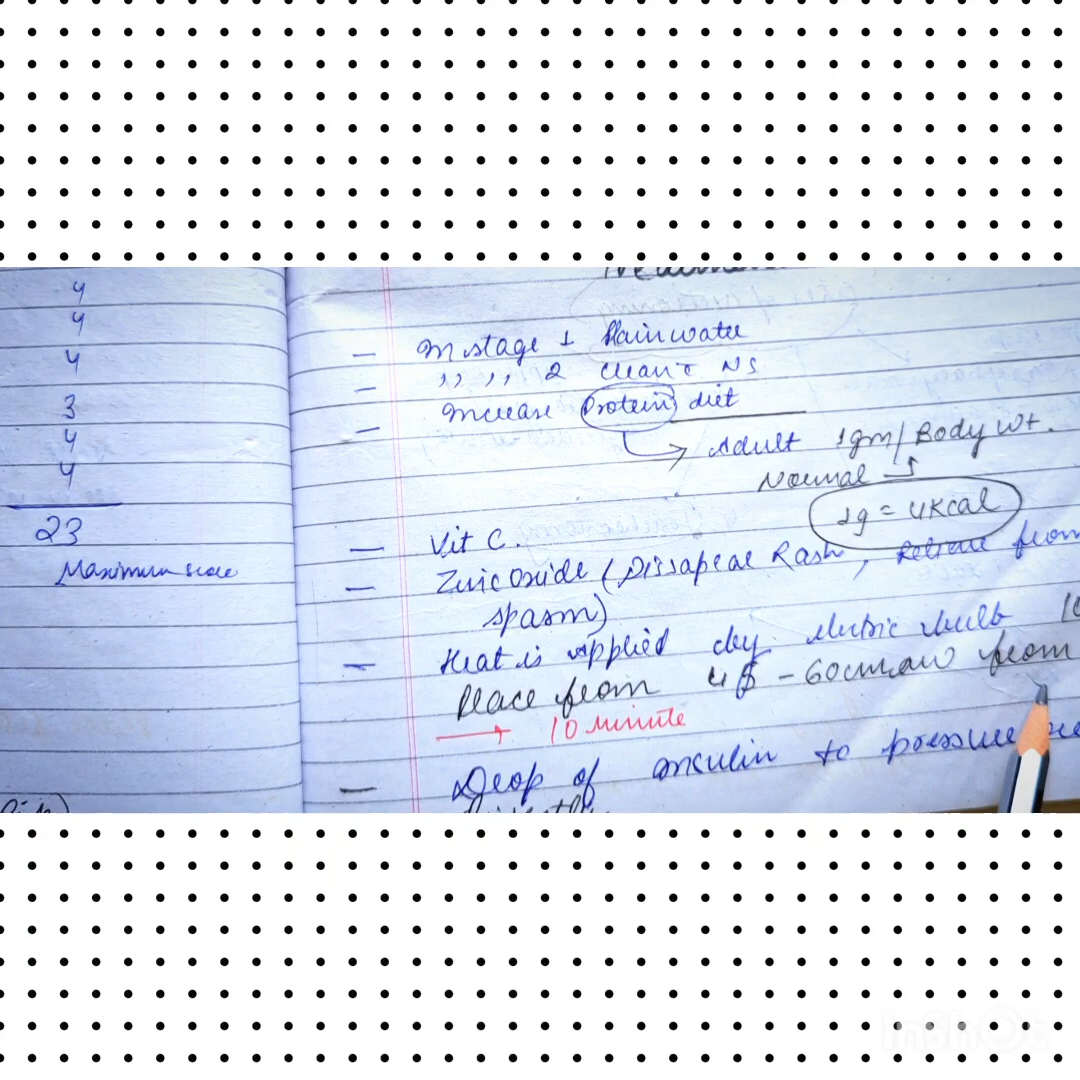 4
4
4
3
4
4
23
Maximum score
— In stage 1 Plain water
— ,, ,, 2 clean c̄ NS
— Increase Protein diet
Adult 1gm/Body wt.
Normal
1g = 4Kcal
— Vit C.
— Zinc Oxide (Dissapear Rash, Relieve from
spasm)
— Heat is applied by electric bulb
Place from 45 - 60cm away from
→ 10 minute
— Drop of insulin to pressure
InShot